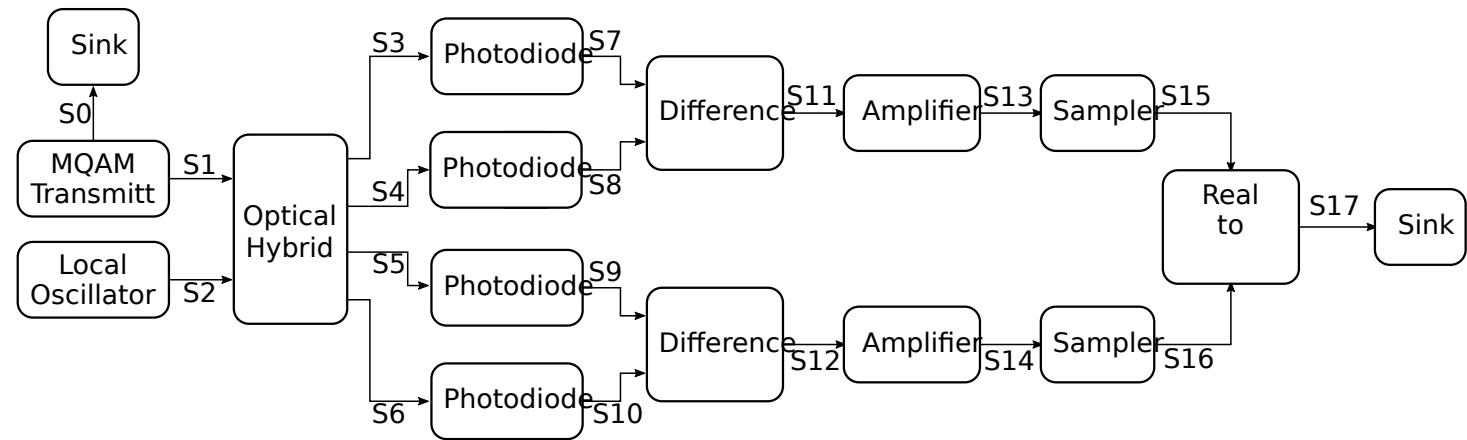 Sink
S0
MQAM
Transmitt
S1
Local
Oscillator
S2
Optical
Hybrid
S3
S4
S5
S6
Photodiode
S7
Photodiode
S8
Photodiode
S9
Photodiode
S10
Difference
S11
Difference
S12
Amplifier
S13
Amplifier
S14
Sampler
S15
Sampler
S16
Real
to
S17
Sink